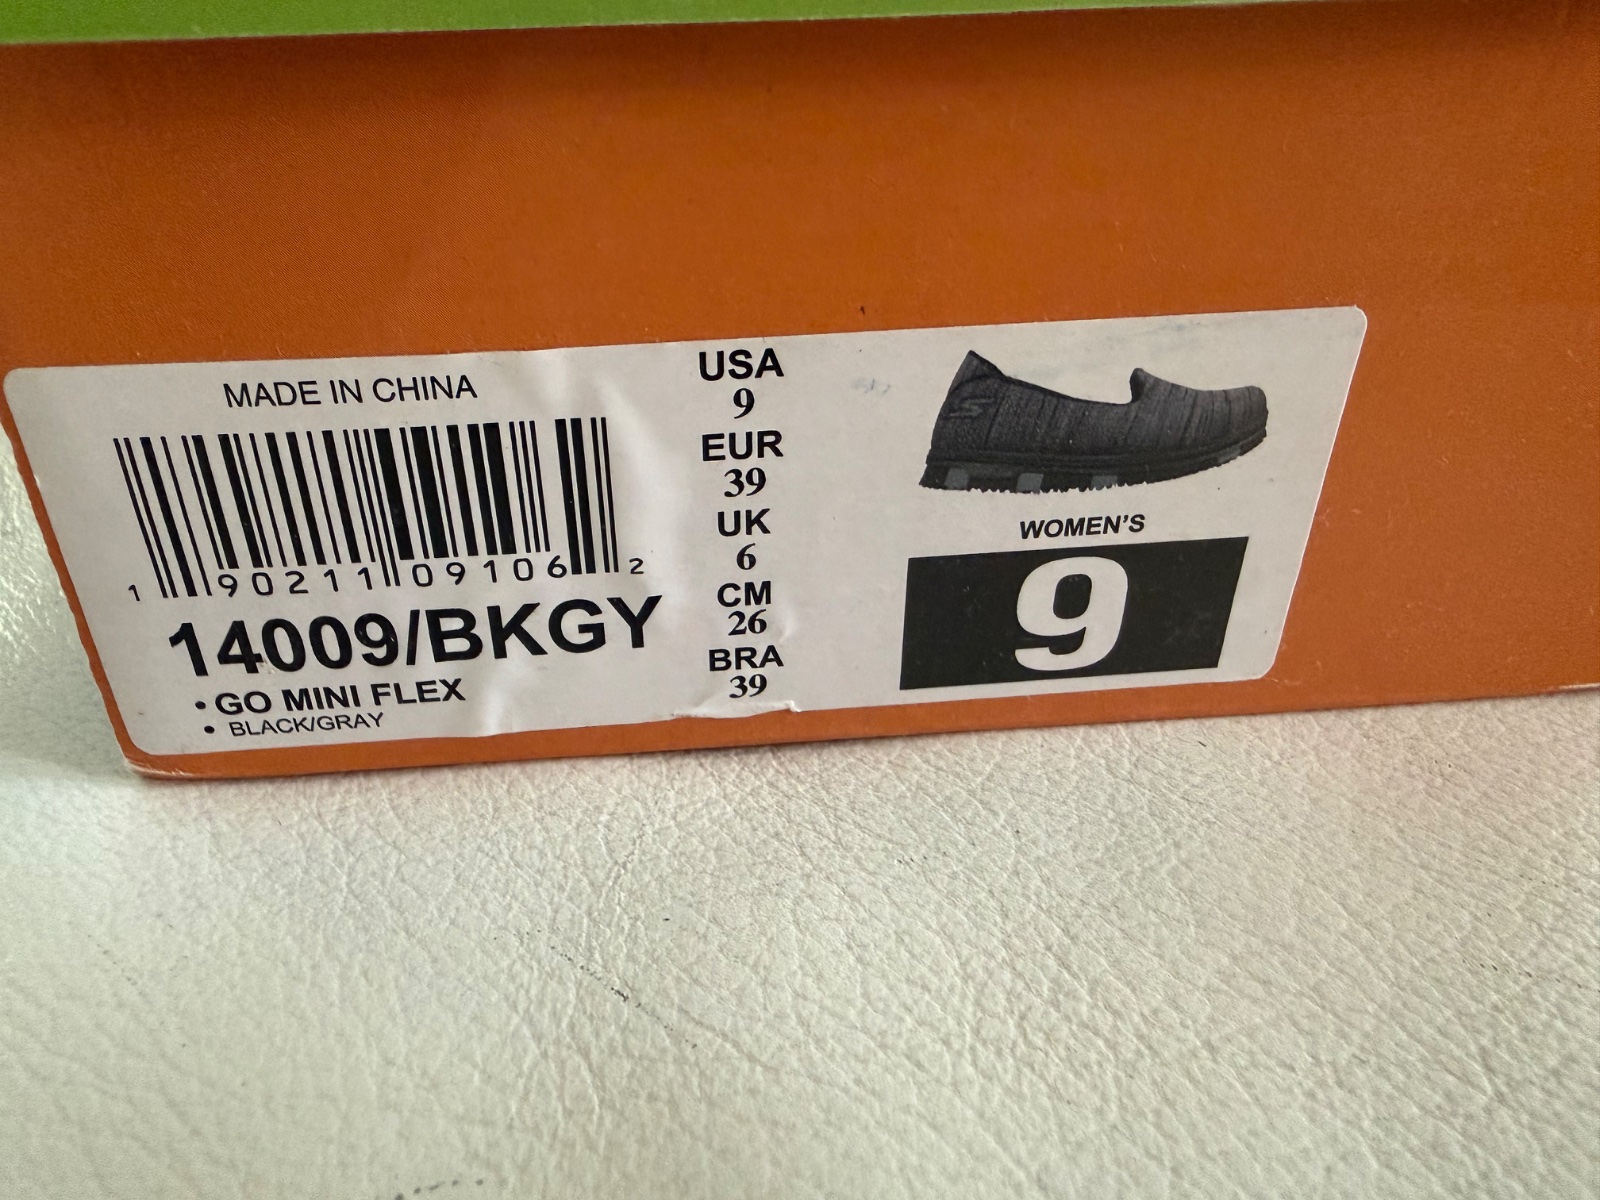 MADE IN CHINA
1 90211 09106 2
14009/BKGY
• GO MINI FLEX
• BLACK/GRAY
USA
9
EUR
39
UK
6
CM
26
BRA
39
WOMEN'S
9